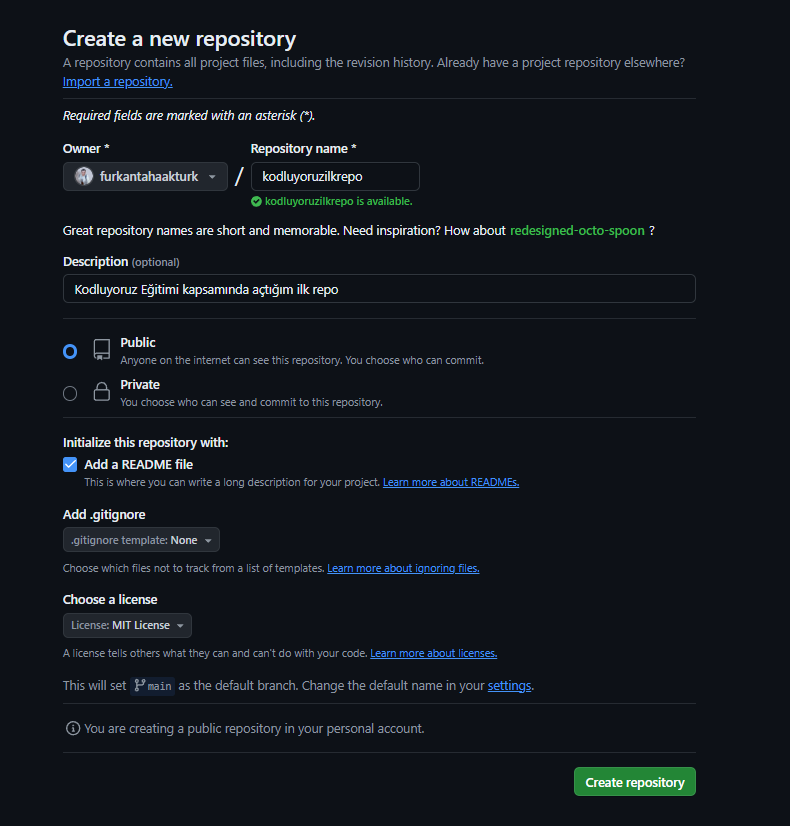 Create a new repository
A repository contains all project files, including the revision history. Already have a project repository elsewhere?
Import a repository.
Required fields are marked with an asterisk (*).
Owner * Repository name *
furkantahaakturk / kodluyoruzilkrepo
kodluyoruzilkrepo is available.
Great repository names are short and memorable. Need inspiration? How about redesigned-octo-spoon ?
Description (optional)
Kodluyoruz Eğitimi kapsamında açtığım ilk repo
Public
Anyone on the internet can see this repository. You choose who can commit.
Private
You choose who can see and commit to this repository.
Initialize this repository with:
Add a README file
This is where you can write a long description for your project. Learn more about READMEs.
Add .gitignore
.gitignore template: None
Choose which files not to track from a list of templates. Learn more about ignoring files.
Choose a license
License: MIT License
A license tells others what they can and can't do with your code. Learn more about licenses.
This will set main as the default branch. Change the default name in your settings.
You are creating a public repository in your personal account.
Create repository